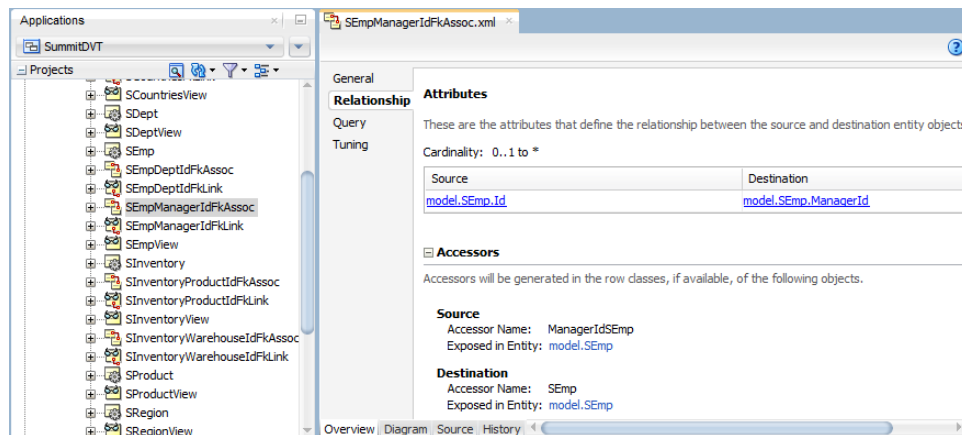 Applications
SummitDVT
Projects
SCountriesView
SDept
SDeptView
SEmp
SEmpDeptIdFkAssoc
SEmpDeptIdFkLink
SEmpManagerIdFkAssoc
SEmpManagerIdFkLink
SEmpView
SInventory
SInventoryProductIdFkAssoc
SInventoryProductIdFkLink
SInventoryView
SInventoryWarehouseIdFkAssoc
SInventoryWarehouseIdFkLink
SProduct
SProductView
SRegion
SRegionView
SEmpManagerIdFkAssoc.xml
General
Relationship
Query
Tuning
Attributes
These are the attributes that define the relationship between the source and destination entity objects
Cardinality: 0..1 to *
Source Destination
model.SEmp.Id model.SEmp.ManagerId
Accessors
Accessors will be generated in the row classes, if available, of the following objects.
Source
Accessor Name: ManagerIdSEmp
Exposed in Entity: model.SEmp
Destination
Accessor Name: SEmp
Exposed in Entity: model.SEmp
Overview Diagram Source History